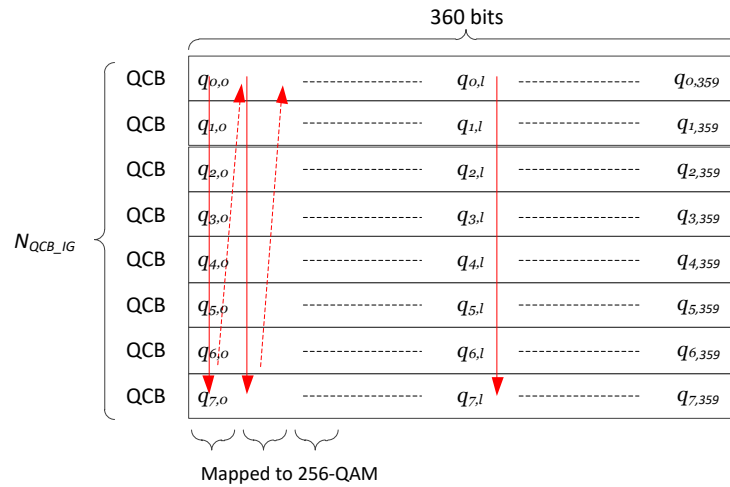 360 bits
QCB q0,0 q0,l q0,359
QCB q1,0 q1,l q1,359
QCB q2,0 q2,l q2,359
QCB q3,0 q3,l q3,359
NQCB_IG
QCB q4,0 q4,l q4,359
QCB q5,0 q5,l q5,359
QCB q6,0 q6,l q6,359
QCB q7,0 q7,l q7,359
Mapped to 256-QAM